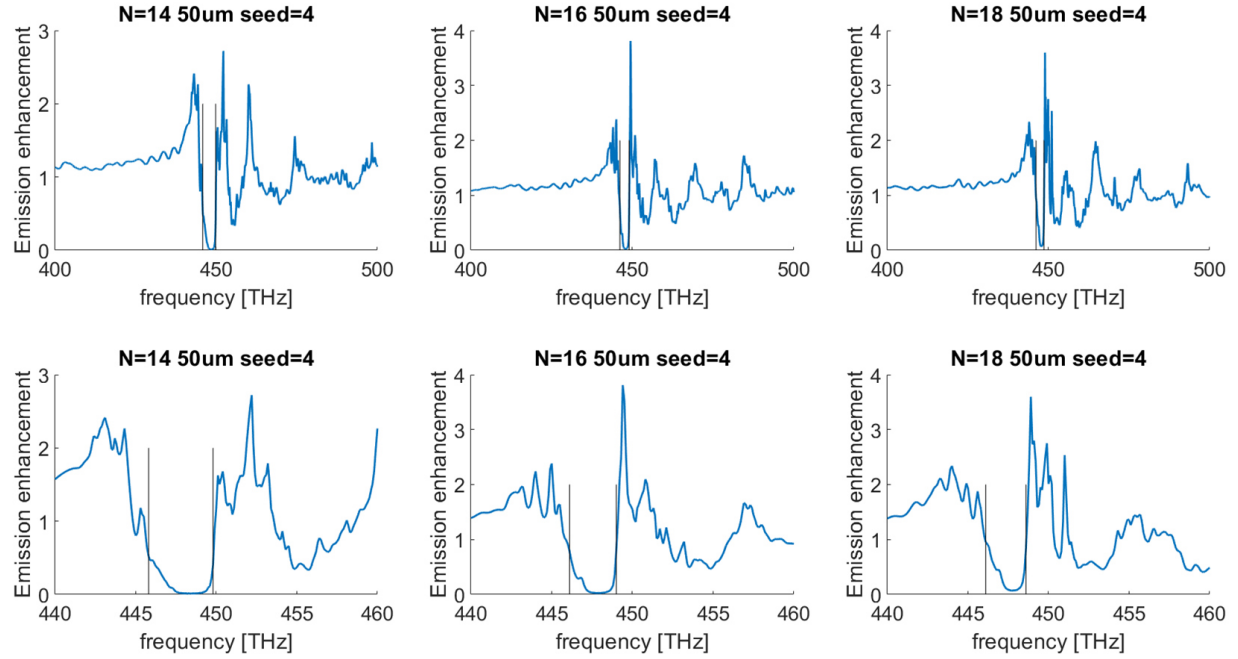 N=14 50um seed=4
N=16 50um seed=4
N=18 50um seed=4
3
2
1
0
Emission enhancement
400
450
500
frequency [THz]
4
3
2
1
0
Emission enhancement
400
450
500
frequency [THz]
4
3
2
1
0
Emission enhancement
400
450
500
frequency [THz]
N=14 50um seed=4
N=16 50um seed=4
N=18 50um seed=4
3
2
1
0
Emission enhancement
440
445
450
455
460
frequency [THz]
4
3
2
1
0
Emission enhancement
440
445
450
455
460
frequency [THz]
4
3
2
1
0
Emission enhancement
440
445
450
455
460
frequency [THz]